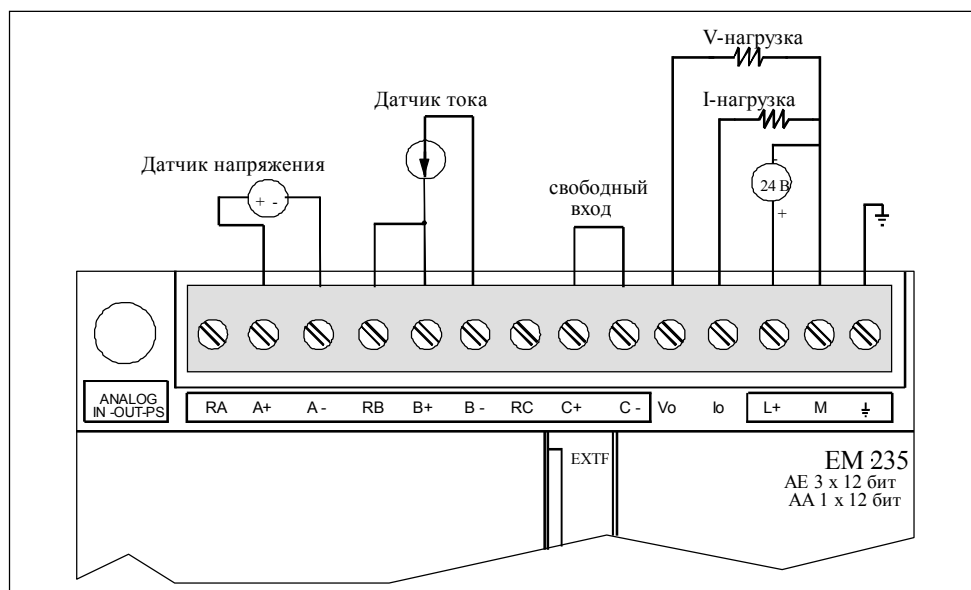 V-нагрузка
I-нагрузка
Датчик тока
Датчик напряжения
+ -
свободный
вход
24 В
-
+
ANALOG
IN -OUT-PS
RA A+ A - RB B+ B - RC C+ C - Vo Io L+ M
EXTF
EM 235
AE 3 x 12 бит
AA 1 x 12 бит